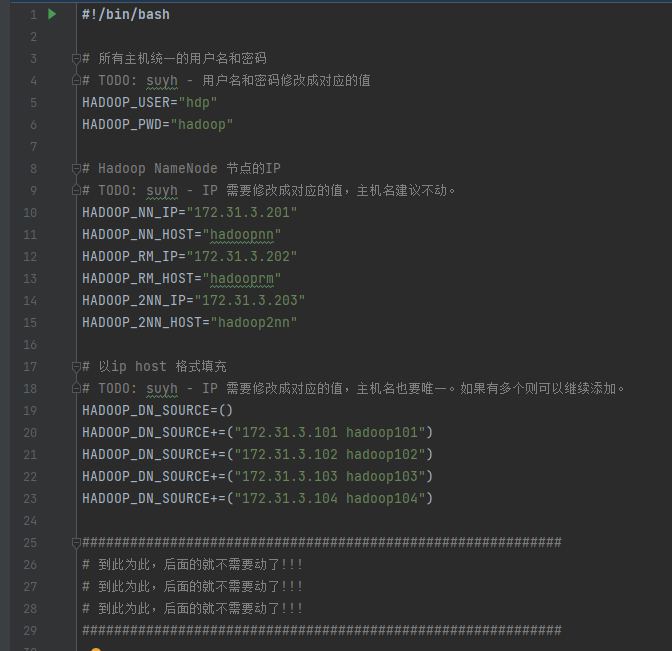 1 #!/bin/bash
2
3 # 所有主机统一的用户名和密码
4 # TODO: suyh - 用户名和密码修改成对应的值
5 HADOOP_USER="hdp"
6 HADOOP_PWD="hadoop"
7
8 # Hadoop NameNode 节点的IP
9 # TODO: suyh - IP 需要修改成对应的值，主机名建议不动。
10 HADOOP_NN_IP="172.31.3.201"
11 HADOOP_NN_HOST="hadoopnn"
12 HADOOP_RM_IP="172.31.3.202"
13 HADOOP_RM_HOST="hadooprm"
14 HADOOP_2NN_IP="172.31.3.203"
15 HADOOP_2NN_HOST="hadoop2nn"
16
17 # 以ip host 格式填充
18 # TODO: suyh - IP 需要修改成对应的值，主机名也要唯一。如果有多个则可以继续添加。
19 HADOOP_DN_SOURCE=()
20 HADOOP_DN_SOURCE+=("172.31.3.101 hadoop101")
21 HADOOP_DN_SOURCE+=("172.31.3.102 hadoop102")
22 HADOOP_DN_SOURCE+=("172.31.3.103 hadoop103")
23 HADOOP_DN_SOURCE+=("172.31.3.104 hadoop104")
24
25 ############################################################
26 # 到此为此，后面的就不需要动了!!!
27 # 到此为此，后面的就不需要动了!!!
28 # 到此为此，后面的就不需要动了!!!
29 ############################################################